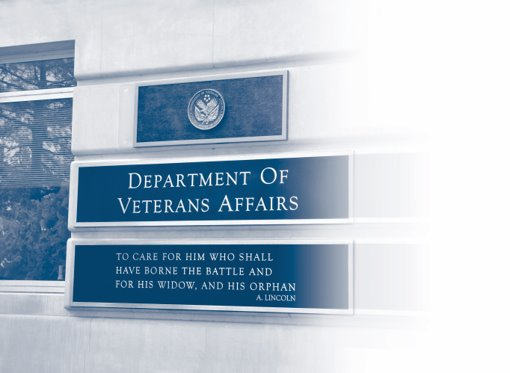 DEPARTMENT OF
VETERANS AFFAIRS
TO CARE FOR HIM WHO SHALL
HAVE BORNE THE BATTLE AND
FOR HIS WIDOW, AND HIS ORPHAN
A. LINCOLN